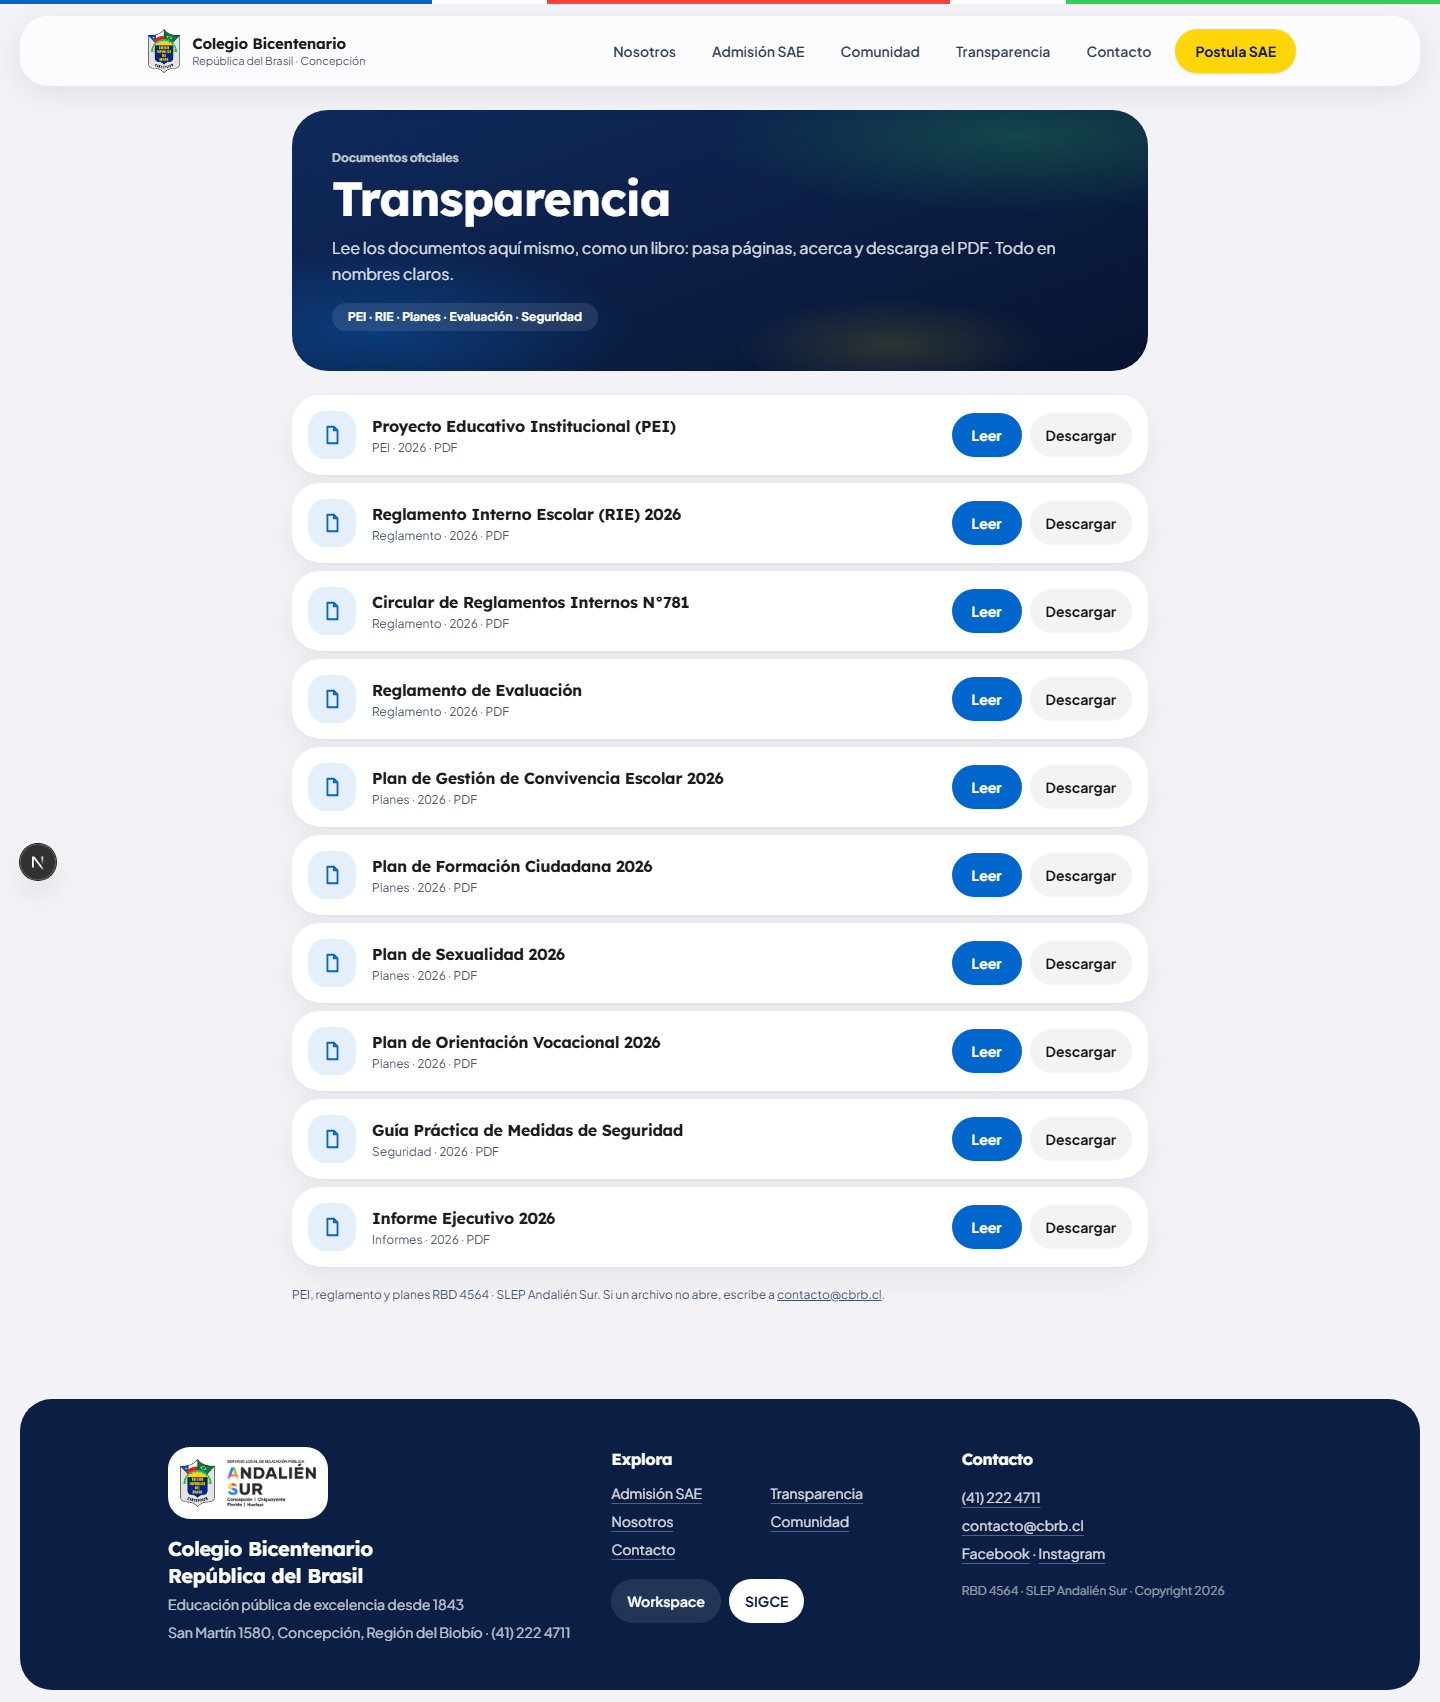 Colegio Bicentenario
República del Brasil · Concepción
Nosotros
Admisión SAE
Comunidad
Transparencia
Contacto
Postula SAE
Documentos oficiales
Transparencia
Lee los documentos aquí mismo, como un libro: pasa páginas, acerca y descarga el PDF. Todo en
nombres claros.
PEI · RIE · Planes · Evaluación · Seguridad
Proyecto Educativo Institucional (PEI)
PEI · 2026 · PDF
Leer
Descargar
Reglamento Interno Escolar (RIE) 2026
Reglamento · 2026 · PDF
Leer
Descargar
Circular de Reglamentos Internos N°781
Reglamento · 2026 · PDF
Leer
Descargar
Reglamento de Evaluación
Reglamento · 2026 · PDF
Leer
Descargar
Plan de Gestión de Convivencia Escolar 2026
Planes · 2026 · PDF
Leer
Descargar
Plan de Formación Ciudadana 2026
Planes · 2026 · PDF
Leer
Descargar
Plan de Sexualidad 2026
Planes · 2026 · PDF
Leer
Descargar
Plan de Orientación Vocacional 2026
Planes · 2026 · PDF
Leer
Descargar
Guía Práctica de Medidas de Seguridad
Seguridad · 2026 · PDF
Leer
Descargar
Informe Ejecutivo 2026
Informes · 2026 · PDF
Leer
Descargar
PEI, reglamento y planes RBD 4564 · SLEP Andalién Sur. Si un archivo no abre, escribe a contacto@cbrb.cl.
N
SERVICIO LOCAL DE EDUCACIÓN PÚBLICA
ANDALIÉN
SUR
Concepción | Chiguayante
Florida | Hualqui
Colegio Bicentenario
República del Brasil
Educación pública de excelencia desde 1843
San Martín 1580, Concepción, Región del Biobío · (41) 222 4711
Explora
Admisión SAE
Transparencia
Nosotros
Comunidad
Contacto
Workspace
SIGCE
Contacto
(41) 222 4711
contacto@cbrb.cl
Facebook · Instagram
RBD 4564 · SLEP Andalién Sur · Copyright 2026